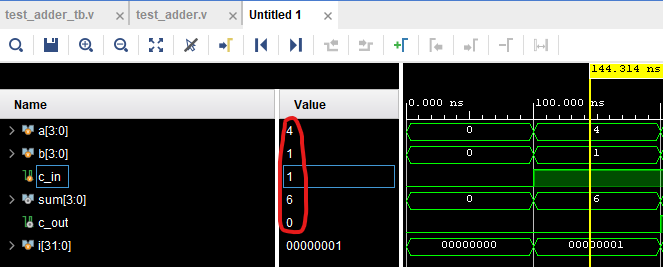 test_adder_tb.v × test_adder.v × Untitled 1 ×
144.314 ns
Name Value 0.000 ns 100.000 ns
a[3:0] 4 0 4
b[3:0] 1 0 1
c_in 1
sum[3:0] 6 0 6
c_out 0
i[31:0] 00000001 00000000 00000001